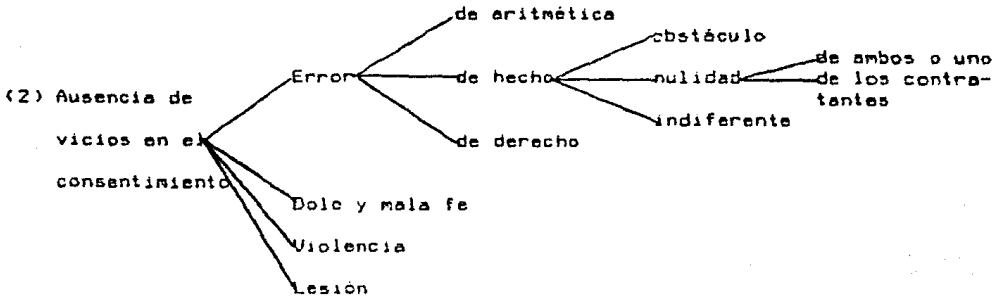 de aritmética
obstáculo
Error
de hecho
nulidad
de ambos o uno
de los contra-
tantes
(2) Ausencia de
vicios en el
consentimiento
indiferente
de derecho
Dolo y mala fe
Violencia
Lesión